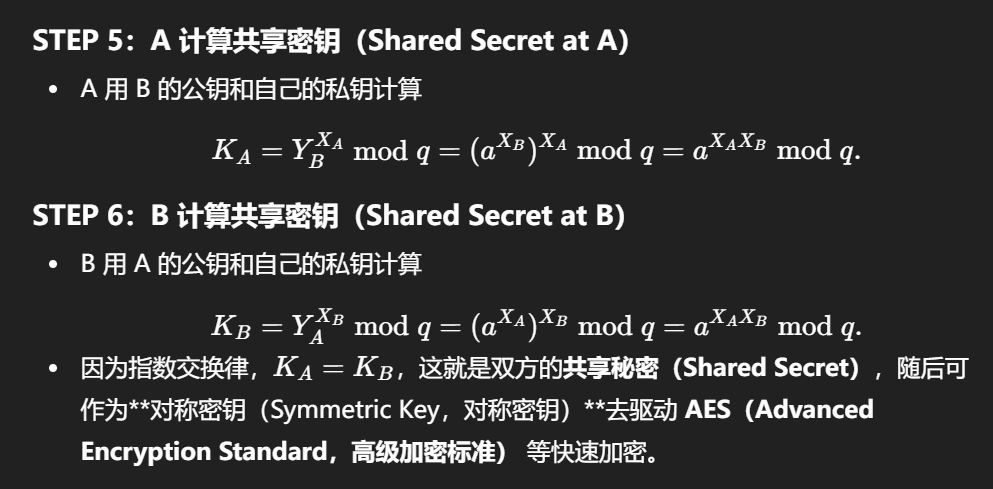 STEP 5：A 计算共享密钥（Shared Secret at A）
• A 用 B 的公钥和自己的私钥计算
K_A = Y_B^{X_A} mod q = (a^{X_B})^{X_A} mod q = a^{X_A X_B} mod q.
STEP 6：B 计算共享密钥（Shared Secret at B）
• B 用 A 的公钥和自己的私钥计算
K_B = Y_A^{X_B} mod q = (a^{X_A})^{X_B} mod q = a^{X_A X_B} mod q.
• 因为指数交换律，K_A = K_B，这就是双方的共享秘密（Shared Secret），随后可
作为**对称密钥（Symmetric Key，对称密钥）**去驱动 AES（Advanced
Encryption Standard，高级加密标准） 等快速加密。